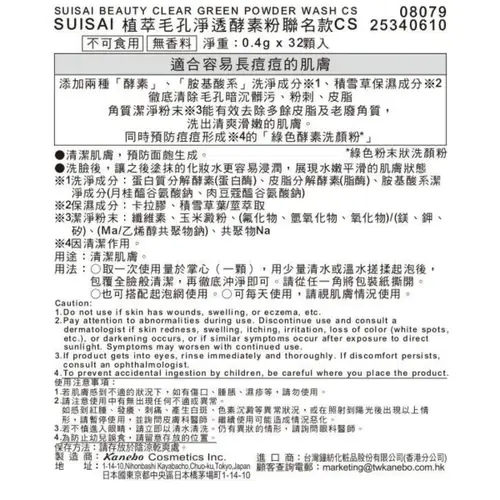 SUISAI BEAUTY CLEAR GREEN POWDER WASH CS 08079
SUISAI 植萃毛孔淨透酵素粉聯名款CS 25340610
不可食用 無香料 淨重：0.4g x 32顆入
適合容易長痘痘的肌膚
添加兩種「酵素」、「胺基酸系」洗淨成分※1、積雪草保濕成分※2
徹底清除毛孔暗沉髒污、粉刺、皮脂
角質潔淨粉末※3能有效去除多餘皮脂及老廢角質，
洗出清爽滑嫩的肌膚。
同時預防痘痘形成※4的「綠色酵素洗顏粉*」
*綠色粉末狀洗顏粉
●清潔肌膚，預防面皰生成。
●洗臉後，讓之後塗抹的化妝水更容易浸潤，展現水嫩平滑的肌膚狀態
※1洗淨成分：蛋白質分解酵素(蛋白酶)、皮脂分解酵素(脂酶)、胺基酸系潔
淨成分(月桂醯谷氨酸鈉、肉豆蔻醯谷氨酸鈉)
※2保濕成分：卡拉膠、積雪草葉/莖萃取
※3潔淨粉末：纖維素、玉米澱粉、(氟化物、氫氧化物、氧化物)/(鎂、鉀、
矽)、(Ma/乙烯醇共聚物鈉)、共聚物Na
※4因清潔作用。
用途：清潔肌膚。
用法：○取一次使用量於掌心（一顆），用少量清水或溫水搓揉起泡後，
包覆全臉般清潔，再徹底沖淨即可。請從任一角將包裝紙撕開。
○也可搭配起泡網使用。○可每天使用，請視肌膚情況使用。
Caution:
1.Do not use if skin has wounds, swelling, or eczema, etc.
2.Pay attention to abnormalities during use. Discontinue use and consult a
dermatologist if skin redness, swelling, itching, irritation, loss of color (white spots,
etc.), or darkening occurs, or if similar symptoms occur after exposure to direct
sunlight. Symptoms may worsen with continued use.
3.If product gets into eyes, rinse immediately and thoroughly. If discomfort persists,
consult an ophthalmologist.
4.To prevent accidental ingestion by children, be careful where you place the product.
使用注意事項：
1.若肌膚感到不適的狀況下，如有傷口、腫脹、濕疹等，請勿使用。
2.請注意使用中有無出現任何不適或異常。
如感到紅腫、發癢、刺痛、產生白斑、色素沉澱等異常狀況，或在照射到陽光後出現以上情
形，請暫停使用，並詢問皮膚科醫師。繼續使用可能造成情況惡化。
3.若不慎進入眼睛，請立即以清水清洗。仍有異狀的情形，請詢問眼科醫師。
4.為防止幼兒誤食，請留意存放的位置。
保存方法：請存放於陰涼乾爽處。
製造商：Kanebo Cosmetics Inc. 進口商：台灣鐘紡化粧品股份有限公司(香港分公司)
地址：1-14-10,Nihonbashi Kayabacho,Chuo-ku,Tokyo,Japan 顧客查詢電郵：marketing@twkanebo.com.hk
日本國東京都中央區日本橋茅場町1-14-10